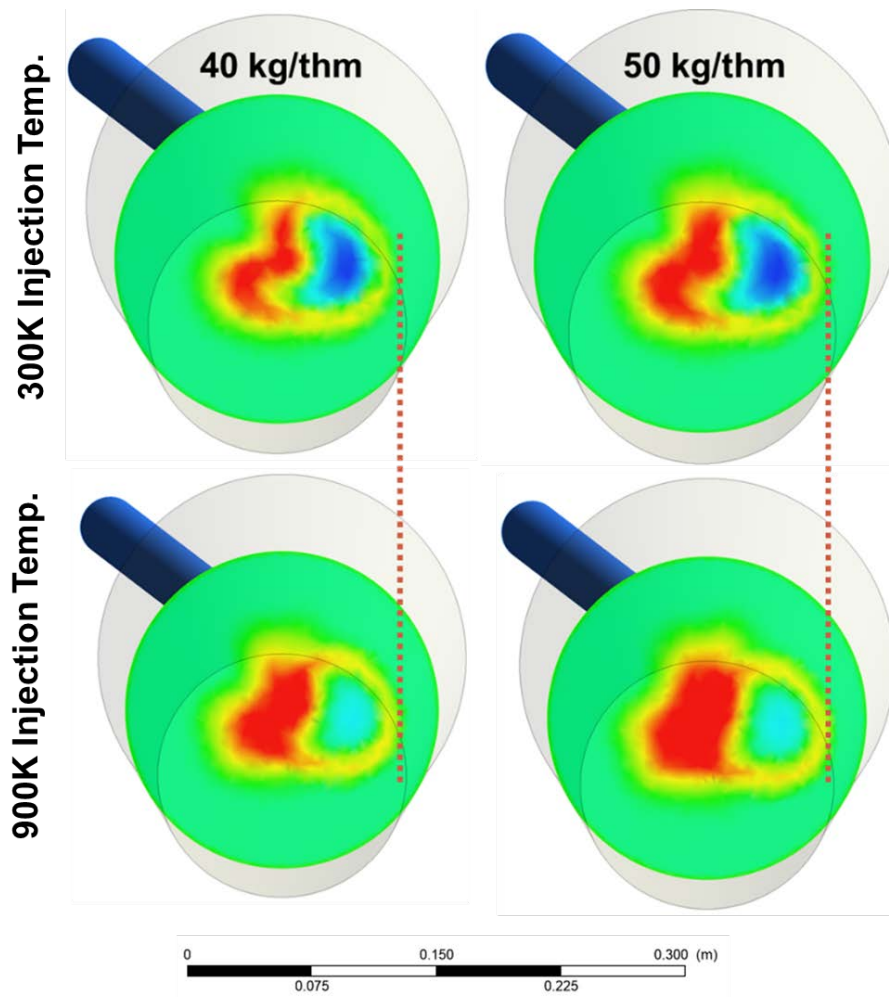 40 kg/thm
50 kg/thm
300K Injection Temp.
900K Injection Temp.
0 0.150 0.300 (m)
0.075 0.225